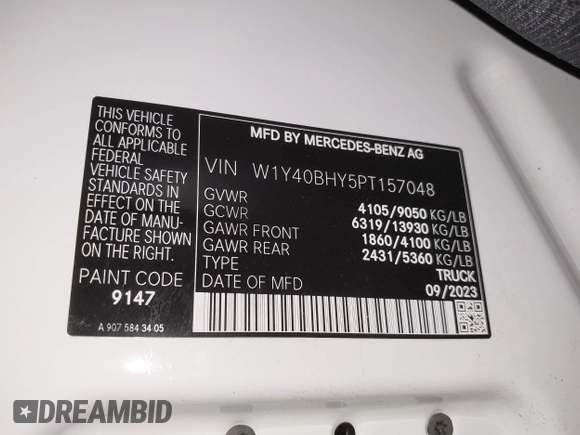 THIS VEHICLE
CONFORMS TO
ALL APPLICABLE
FEDERAL
VEHICLE SAFETY
STANDARDS IN
EFFECT ON THE
DATE OF MANU-
FACTURE SHOWN
ON THE RIGHT.
PAINT CODE
9147
A 907 584 34 05
MFD BY MERCEDES-BENZ AG
VIN W1Y40BHY5PT157048
GVWR 4105/9050 KG/LB
GCWR 6319/13930 KG/LB
GAWR FRONT 1860/4100 KG/LB
GAWR REAR 2431/5360 KG/LB
TYPE TRUCK
DATE OF MFD 09/2023
DREAMBID